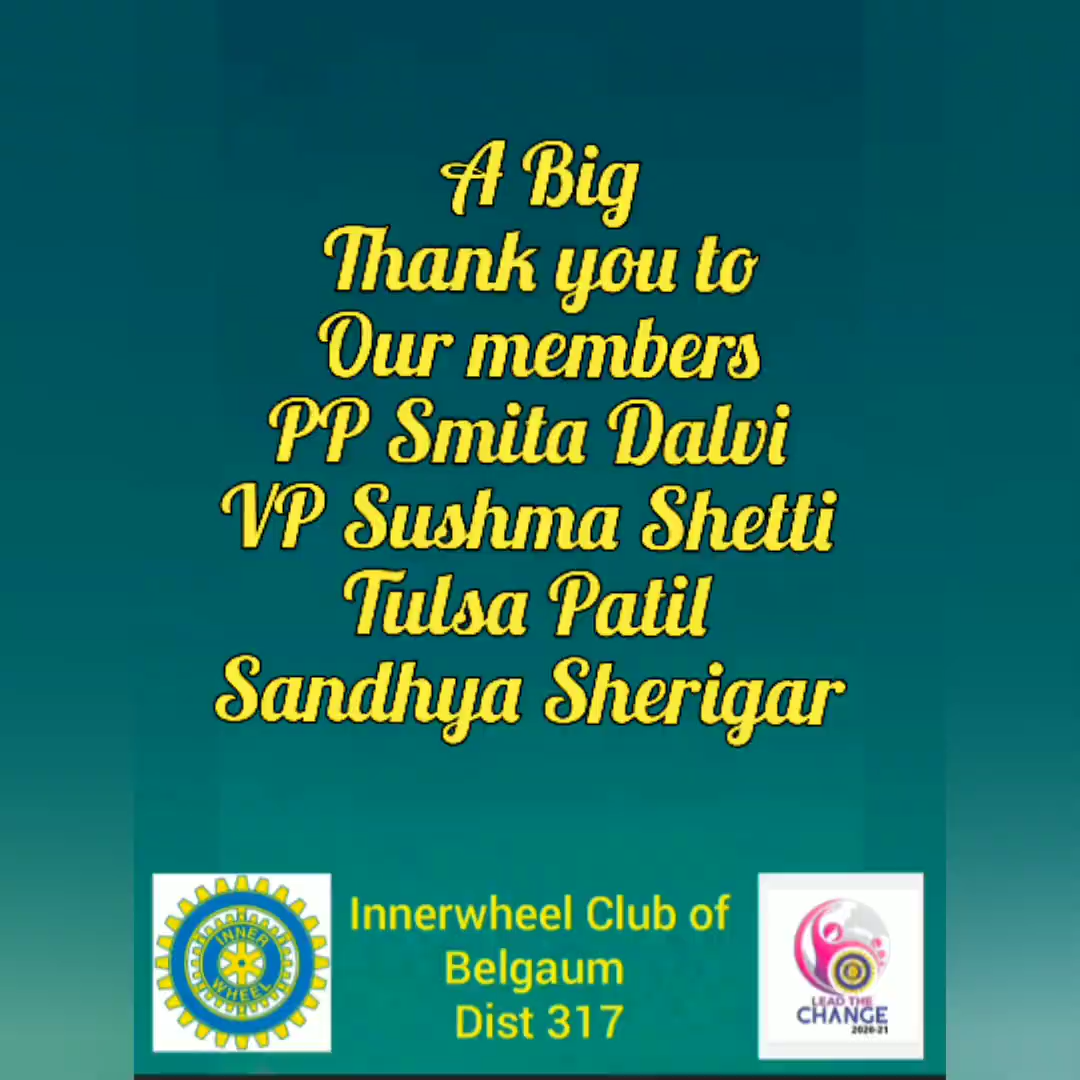 A Big
Thank you to
Our members
PP Smita Dalvi
VP Sushma Shetti
Tulsa Patil
Sandhya Sherigar
INNER
WHEEL
Innerwheel Club of
Belgaum
Dist 317
LEAD THE
CHANGE
2020-21